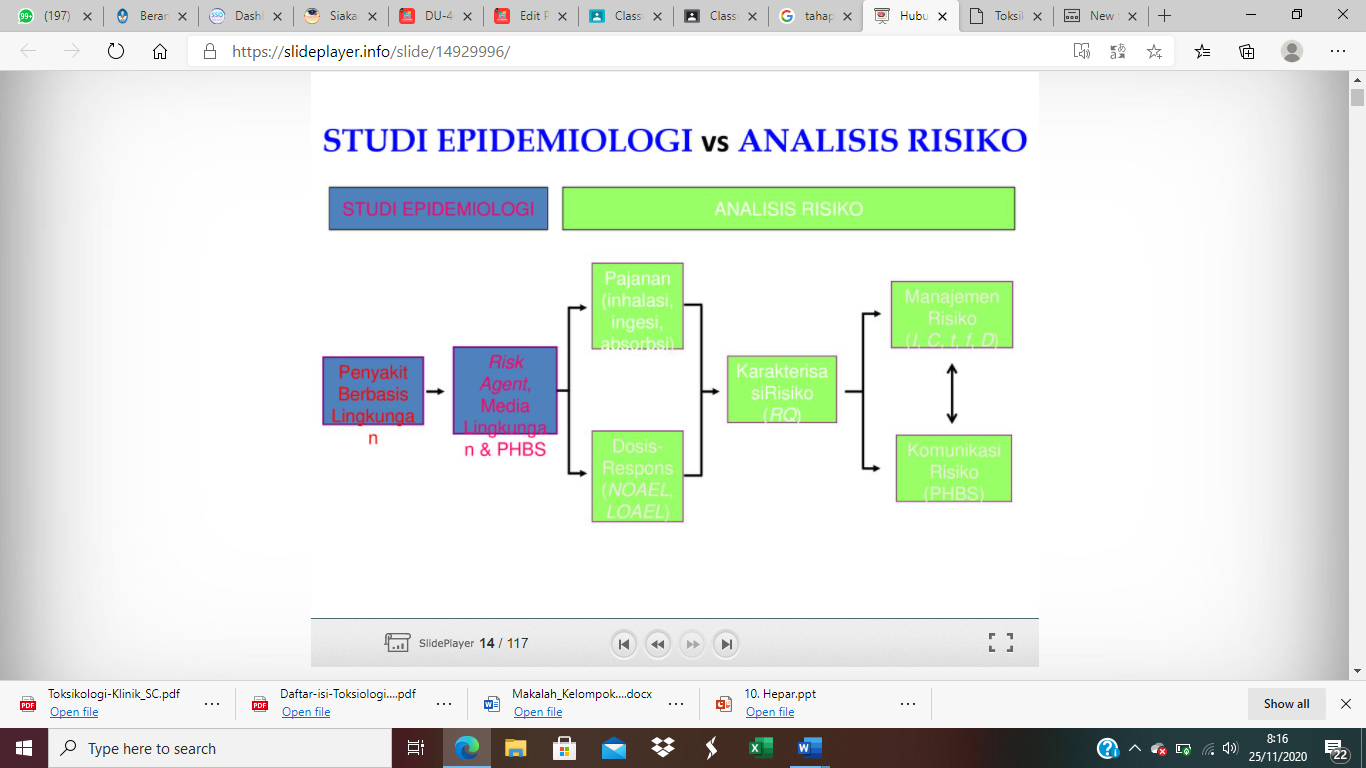 (197)
Beran
Dashl
Siaka
DU-4
Edit P
Class
Class
tahap
Hubu
Toksil
New
https://slideplayer.info/slide/14929996/
STUDI EPIDEMIOLOGI vs ANALISIS RISIKO
STUDI EPIDEMIOLOGI
ANALISIS RISIKO
Penyakit
Berbasis
Lingkunga
n
Risk
Agent,
Media
Lingkunga
n & PHBS
Pajanan
(inhalasi,
ingesi,
absorbsi)
Dosis-
Respons
(NOAEL,
LOAEL)
Karakterisa
siRisiko
(RQ)
Manajemen
Risiko
(I, C, t, f, D)
Komunikasi
Risiko
(PHBS)
SlidePlayer 14 / 117
Toksikologi-Klinik_SC.pdf
Open file
Daftar-isi-Toksiologi....pdf
Open file
Makalah_Kelompok....docx
Open file
10. Hepar.ppt
Open file
Show all
Type here to search
8:16
25/11/2020
22